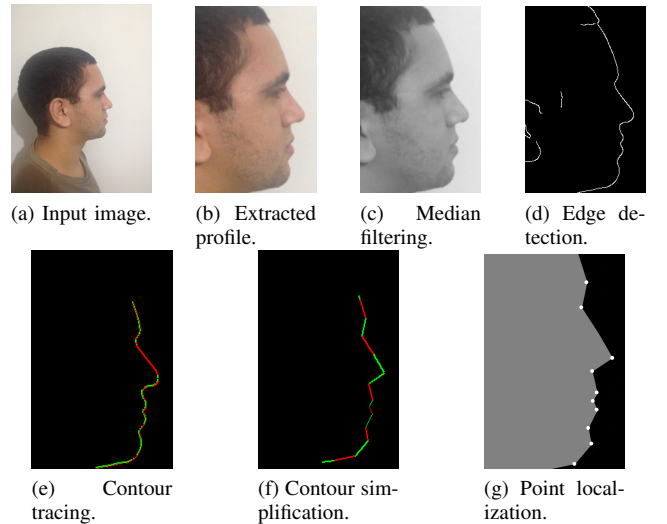 (a) Input image.
(b) Extracted
profile.
(c) Median
filtering.
(d) Edge de-
tection.
(e) Contour
tracing.
(f) Contour sim-
plification.
(g) Point local-
ization.